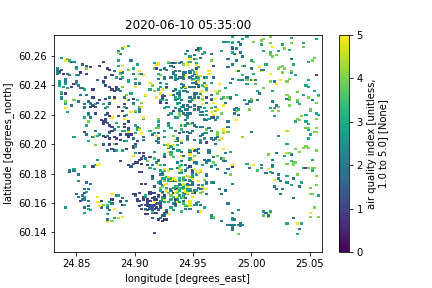 2020-06-10 05:35:00
60.26
60.24
60.22
60.20
60.18
60.16
60.14
latitude [degrees_north]
24.85 24.90 24.95 25.00 25.05
longitude [degrees_east]
5
4
3
2
1
0
air quality index [unitless,
1.0 to 5.0] [None]